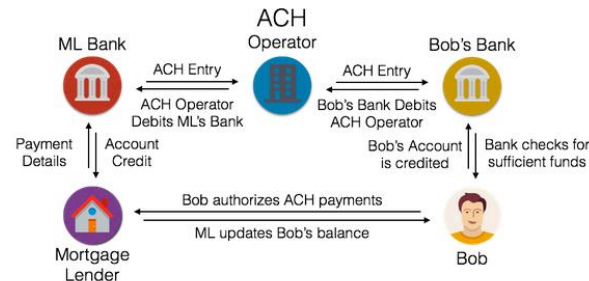 ACH
Operator
ML Bank
Bob's Bank
ACH Entry
ACH Entry
ACH Operator
Debits ML's Bank
Bob's Bank Debits
ACH Operator
Payment
Details
Account
Credit
Bob's Account
is credited
Bank checks for
sufficient funds
Bob authorizes ACH payments
ML updates Bob's balance
Mortgage
Lender
Bob